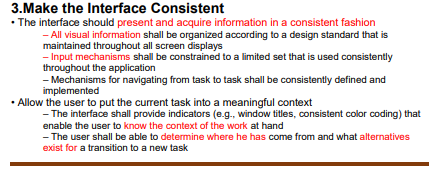 3.Make the Interface Consistent
• The interface should present and acquire information in a consistent fashion
– All visual information shall be organized according to a design standard that is
maintained throughout all screen displays
– Input mechanisms shall be constrained to a limited set that is used consistently
throughout the application
– Mechanisms for navigating from task to task shall be consistently defined and
implemented
• Allow the user to put the current task into a meaningful context
– The interface shall provide indicators (e.g., window titles, consistent color coding) that
enable the user to know the context of the work at hand
– The user shall be able to determine where he has come from and what alternatives
exist for a transition to a new task